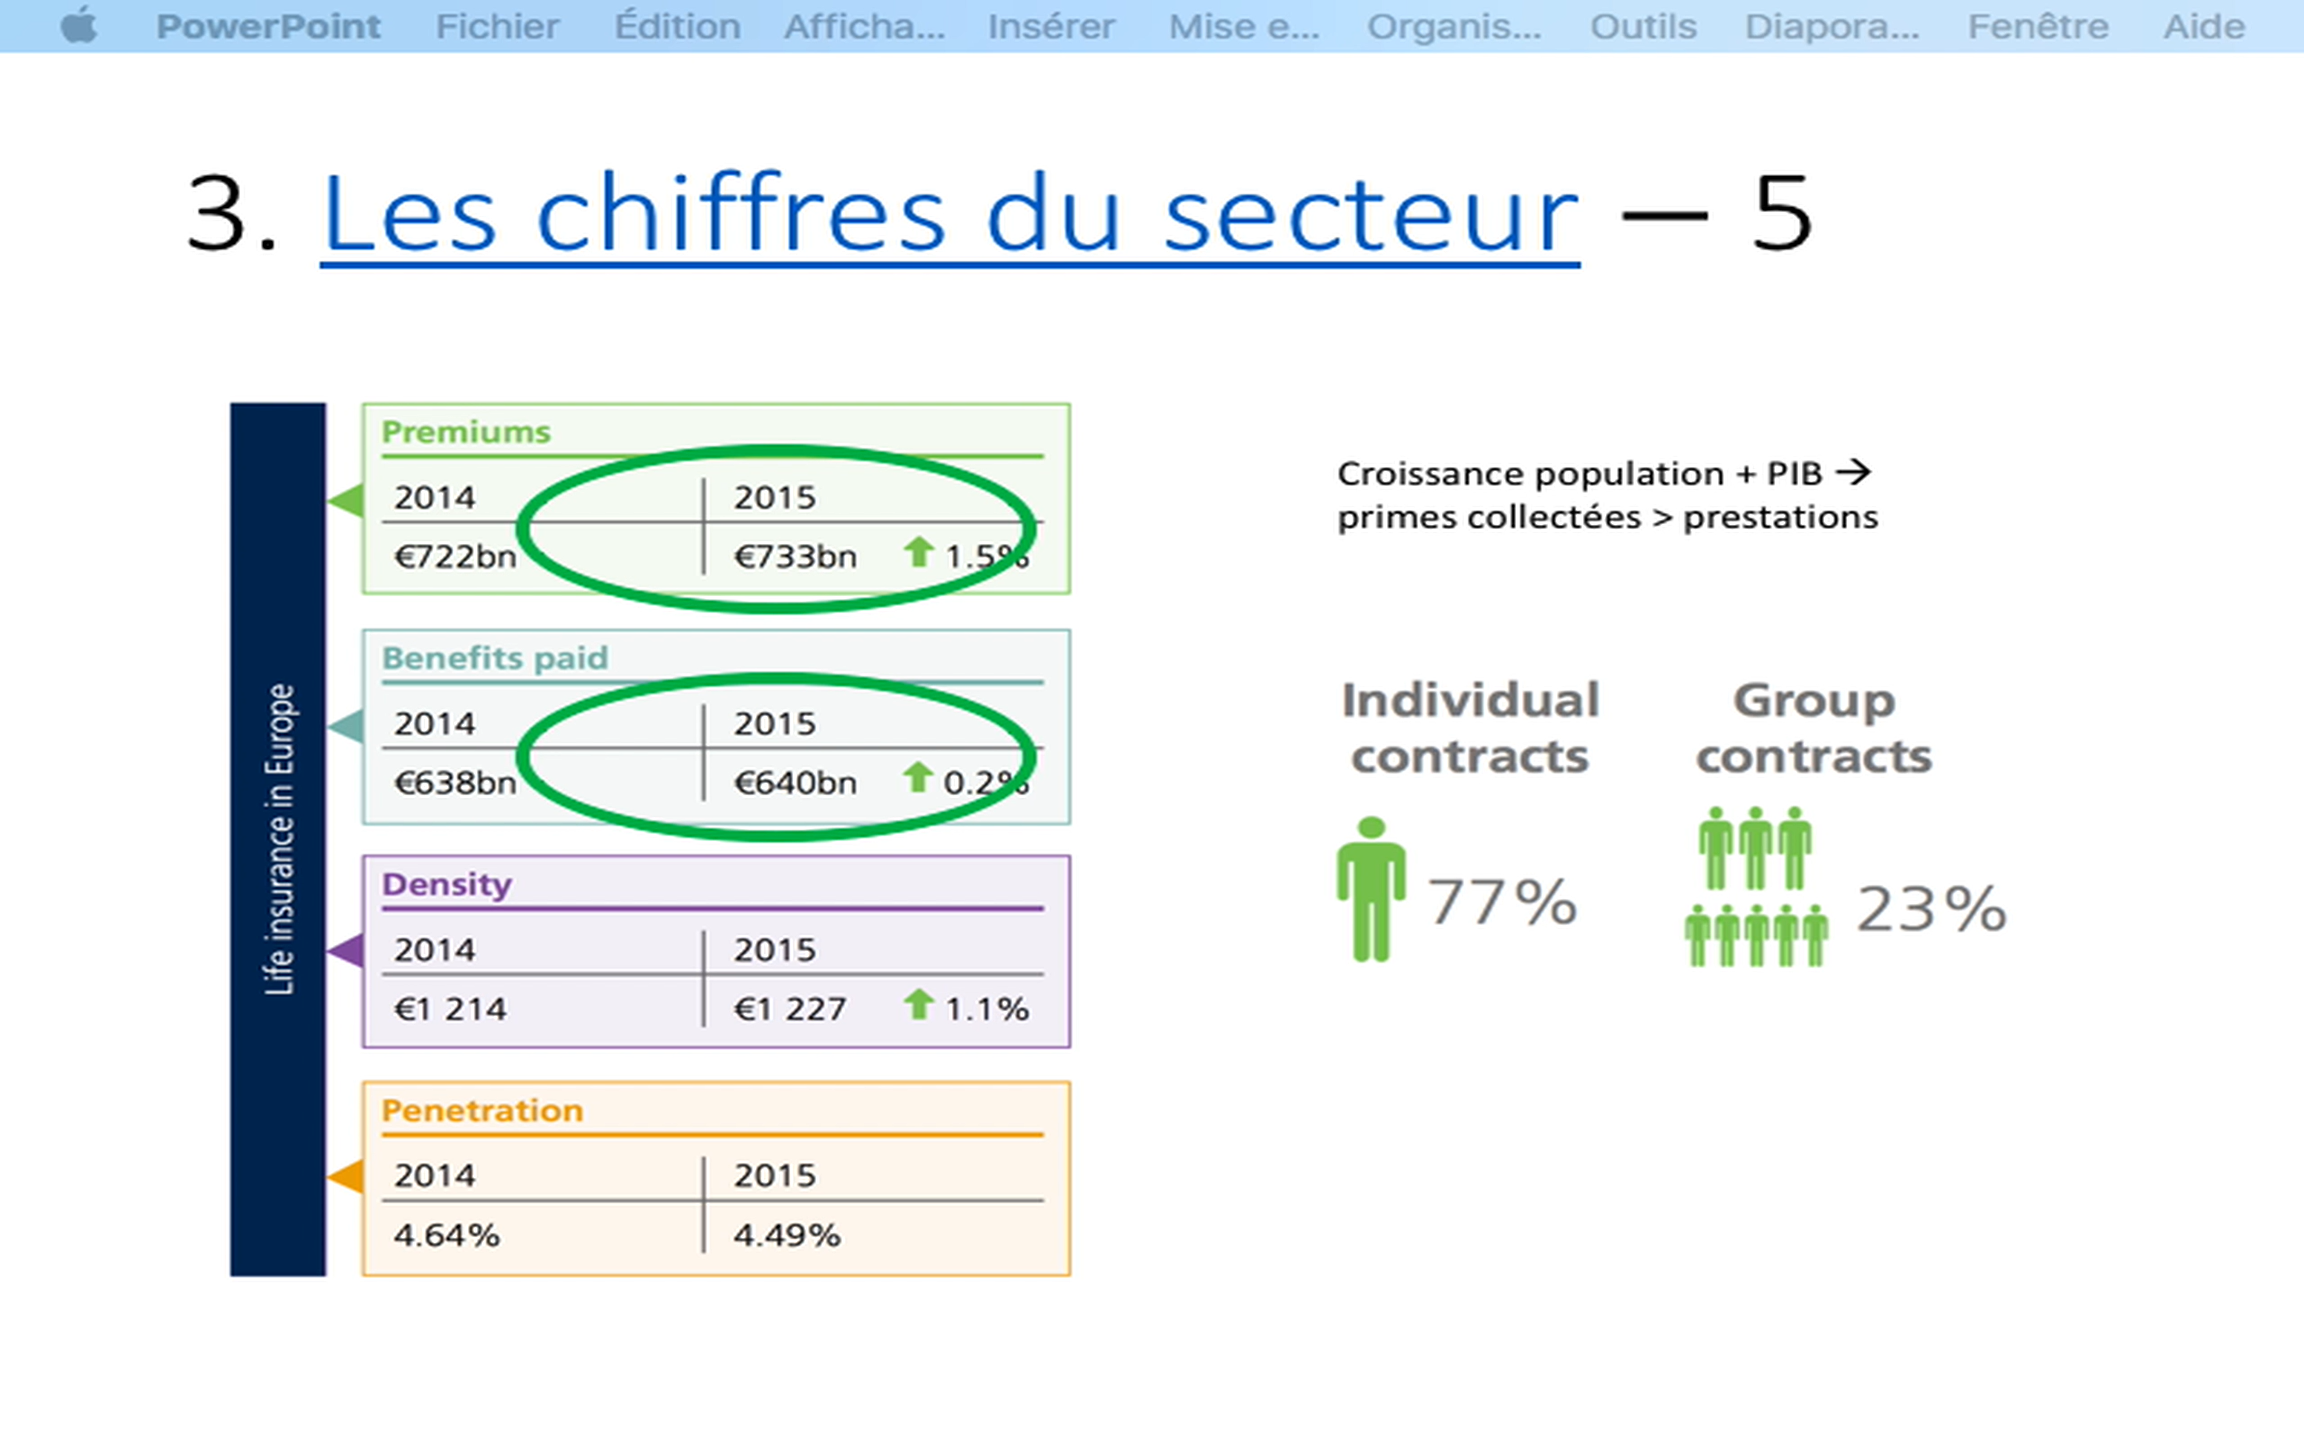 PowerPoint Fichier Édition Afficha... Insérer Mise e... Organis... Outils Diapora... Fenêtre Aide
3. Les chiffres du secteur – 5
Life insurance in Europe
Premiums
2014 2015
€722bn €733bn 1.5%
Benefits paid
2014 2015
€638bn €640bn 0.2%
Density
2014 2015
€1 214 €1 227 1.1%
Penetration
2014 2015
4.64% 4.49%
Croissance population + PIB →
primes collectées > prestations
Individual
contracts
77%
Group
contracts
23%